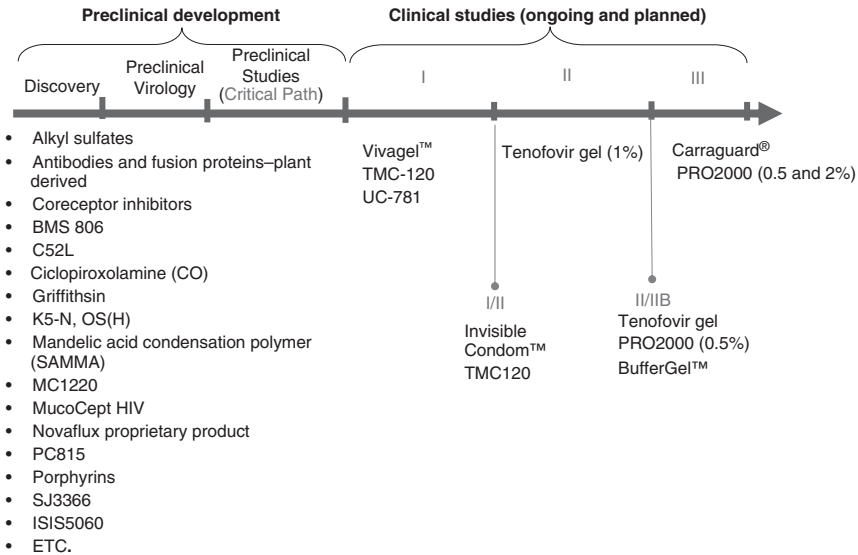 Preclinical development
Clinical studies (ongoing and planned)
Discovery
Preclinical
Virology
Preclinical
Studies
(Critical Path)
I
II
III
• Alkyl sulfates
• Antibodies and fusion proteins–plant
derived
• Coreceptor inhibitors
• BMS 806
• C52L
• Ciclopiroxolamine (CO)
• Griffithsin
• K5-N, OS(H)
• Mandelic acid condensation polymer
(SAMMA)
• MC1220
• MucoCept HIV
• Novaflux proprietary product
• PC815
• Porphyrins
• SJ3366
• ISIS5060
• ETC.
Vivagel™
TMC-120
UC-781
Tenofovir gel (1%)
Carraguard®
PRO2000 (0.5 and 2%)
I/II
Invisible
Condom™
TMC120
II/IIB
Tenofovir gel
PRO2000 (0.5%)
BufferGel™